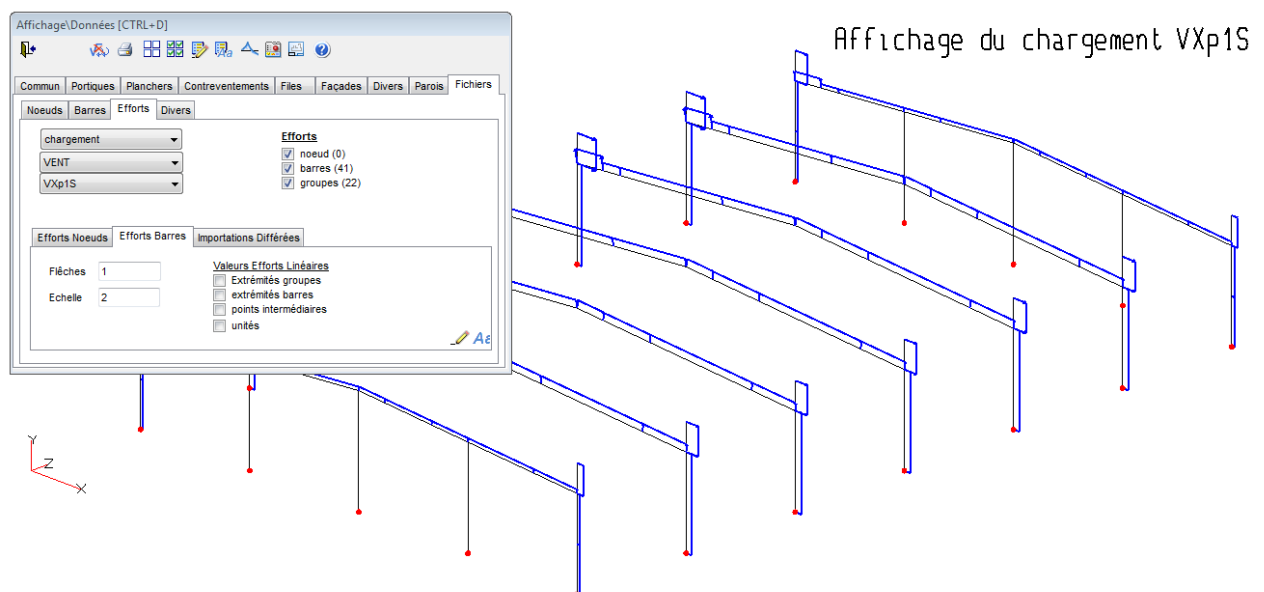 Affichage\Données [CTRL+D]
Affichage du chargement VXp1S
Commun Portiques Planchers Contreventements Files Façades Divers Parois Fichiers
Noeuds Barres Efforts Divers
chargement
VENT
VXp1S
Efforts
noeud (0)
barres (41)
groupes (22)
Efforts Noeuds Efforts Barres Importations Différées
Flêches 1
Echelle 2
Valeurs Efforts Linéaires
Extrémités groupes
extrémités barres
points intermédiaires
unités
Y
Z
X